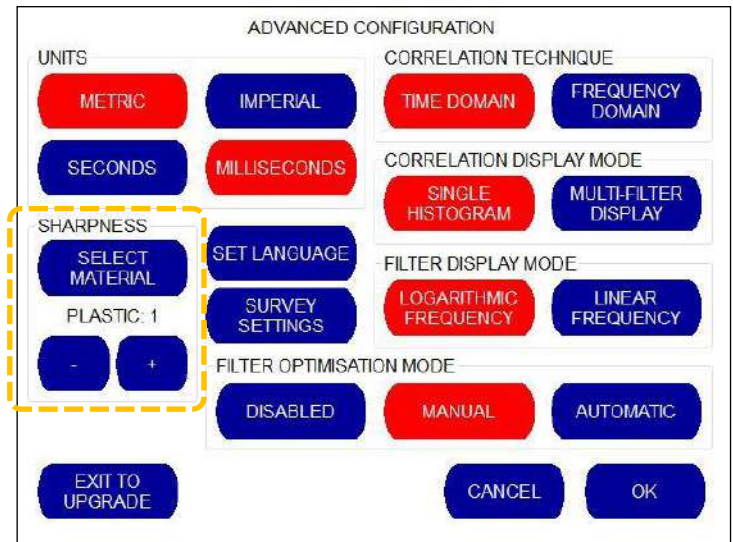 ADVANCED CONFIGURATION
UNITS
METRIC
IMPERIAL
SECONDS
MILLISECONDS
CORRELATION TECHNIQUE
TIME DOMAIN
FREQUENCY
DOMAIN
CORRELATION DISPLAY MODE
SINGLE
HISTOGRAM
MULTI-FILTER
DISPLAY
SHARPNESS
SELECT
MATERIAL
PLASTIC: 1
-
+
SET LANGUAGE
SURVEY
SETTINGS
FILTER DISPLAY MODE
LOGARITHMIC
FREQUENCY
LINEAR
FREQUENCY
FILTER OPTIMISATION MODE
DISABLED
MANUAL
AUTOMATIC
EXIT TO
UPGRADE
CANCEL
OK